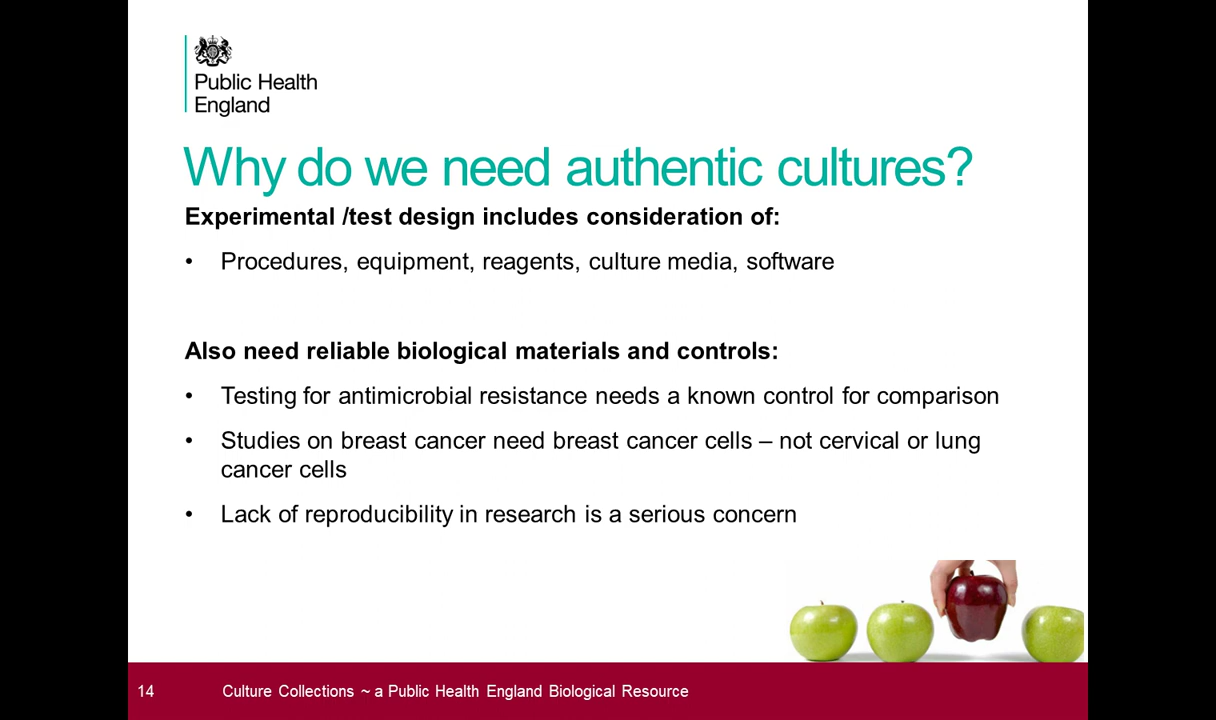 Public Health
England
Why do we need authentic cultures?
Experimental /test design includes consideration of:
• Procedures, equipment, reagents, culture media, software
Also need reliable biological materials and controls:
• Testing for antimicrobial resistance needs a known control for comparison
• Studies on breast cancer need breast cancer cells – not cervical or lung
cancer cells
• Lack of reproducibility in research is a serious concern
14 Culture Collections ~ a Public Health England Biological Resource